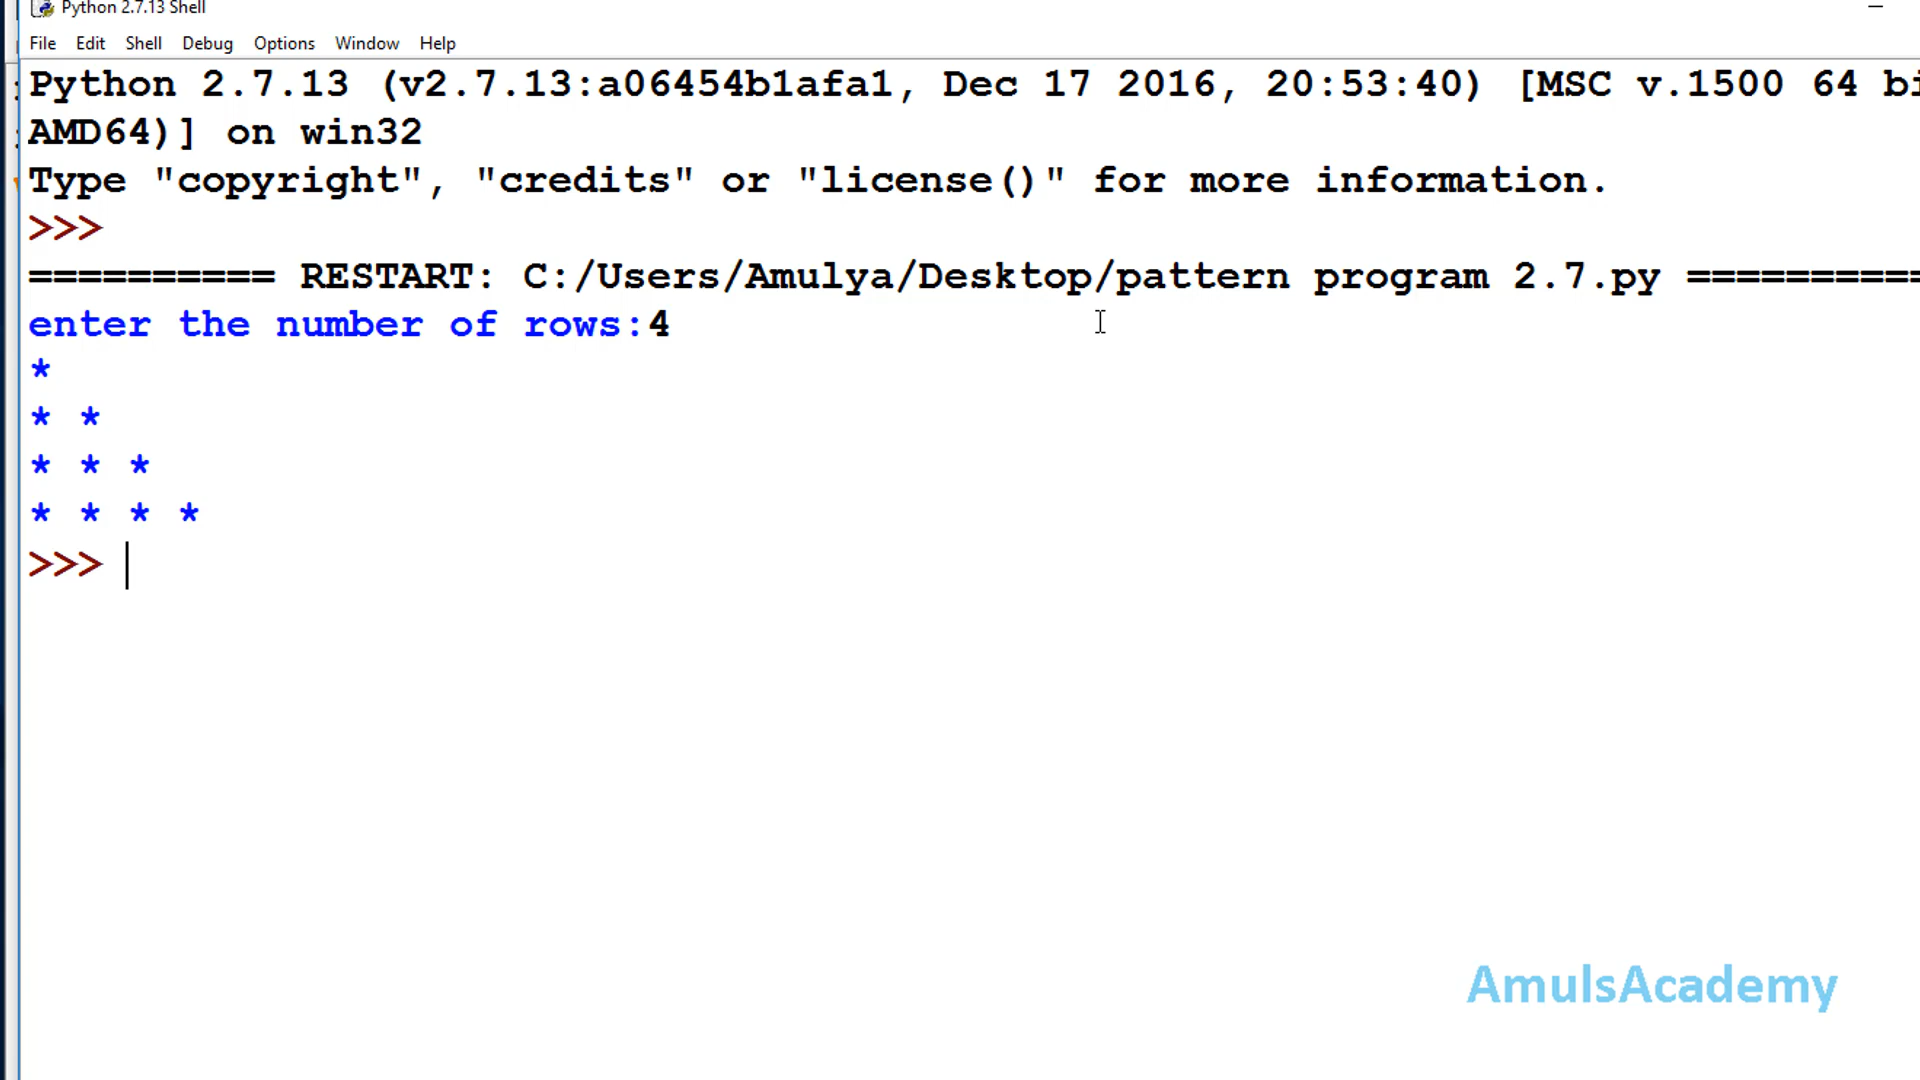 Python 2.7.13 Shell
File Edit Shell Debug Options Window Help
Python 2.7.13 (v2.7.13:a06454b1afa1, Dec 17 2016, 20:53:40) [MSC v.1500 64 bi
AMD64)] on win32
Type "copyright", "credits" or "license()" for more information.
>>>
========== RESTART: C:/Users/Amulya/Desktop/pattern program 2.7.py ==========
enter the number of rows:4
*
* *
* * *
* * * *
>>>
AmulsAcademy